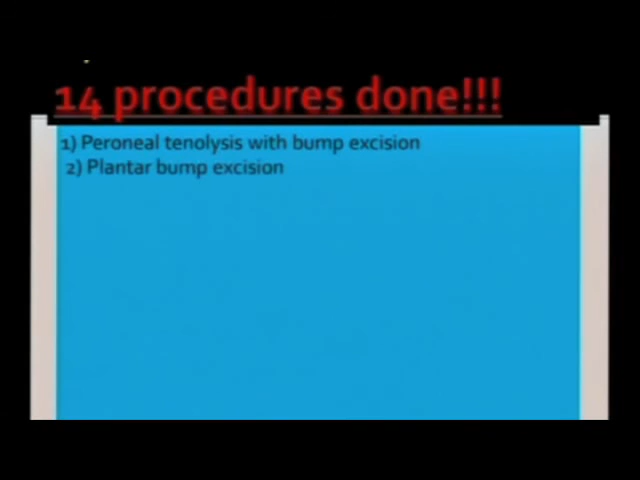 14 procedures done!!!
1) Peroneal tenolysis with bump excision
2) Plantar bump excision